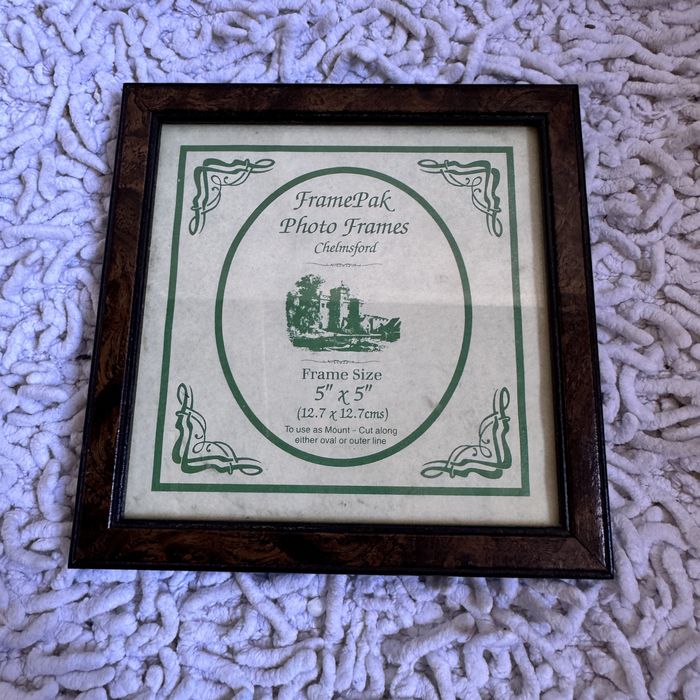 FramePak
Photo Frames
Chelmsford
Frame Size
5" x 5"
(12.7 x 12.7cms)
To use as Mount - Cut along
either oval or outer line